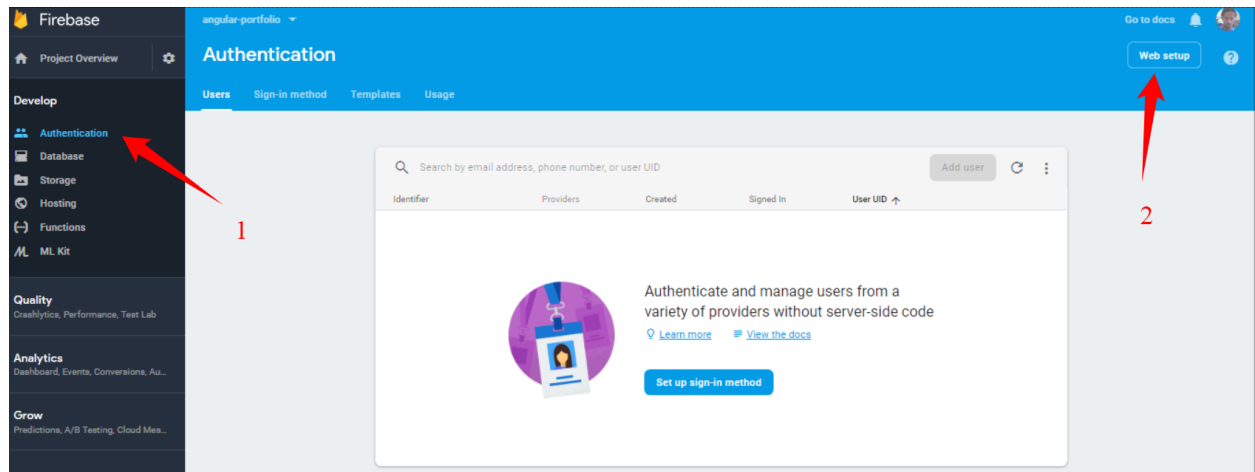 Firebase
angular-portfolio
Go to docs
Project Overview
Authentication
Web setup
Users Sign-in method Templates Usage
Develop
Authentication
Database
Storage
Hosting
Functions
ML Kit
Quality
Crashlytics, Performance, Test Lab
Analytics
Dashboard, Events, Conversions, Au...
Grow
Predictions, A/B Testing, Cloud Mes...
1
2
Search by email address, phone number, or user UID
Add user
Identifier Providers Created Signed In User UID
Authenticate and manage users from a
variety of providers without server-side code
Learn more View the docs
Set up sign-in method